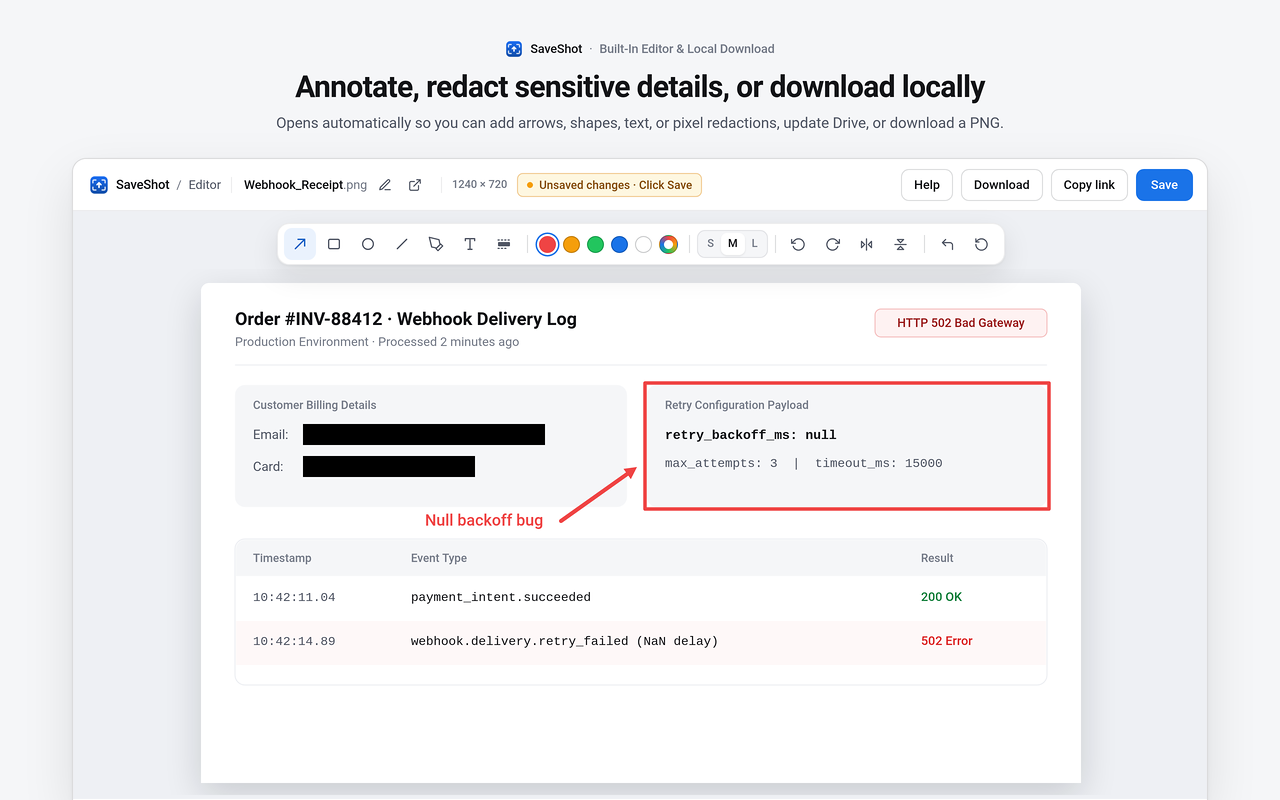 SaveShot · Built-In Editor & Local Download
Annotate, redact sensitive details, or download locally
Opens automatically so you can add arrows, shapes, text, or pixel redactions, update Drive, or download a PNG.
SaveShot / Editor Webhook_Receipt.png 1240 × 720 Unsaved changes · Click Save Help Download Copy link Save
T S M L
Order #INV-88412 · Webhook Delivery Log
HTTP 502 Bad Gateway
Production Environment · Processed 2 minutes ago
Customer Billing Details
Email:
Card:
Retry Configuration Payload
retry_backoff_ms: null
max_attempts: 3 | timeout_ms: 15000
Null backoff bug
Timestamp Event Type Result
10:42:11.04 payment_intent.succeeded 200 OK
10:42:14.89 webhook.delivery.retry_failed (NaN delay) 502 Error